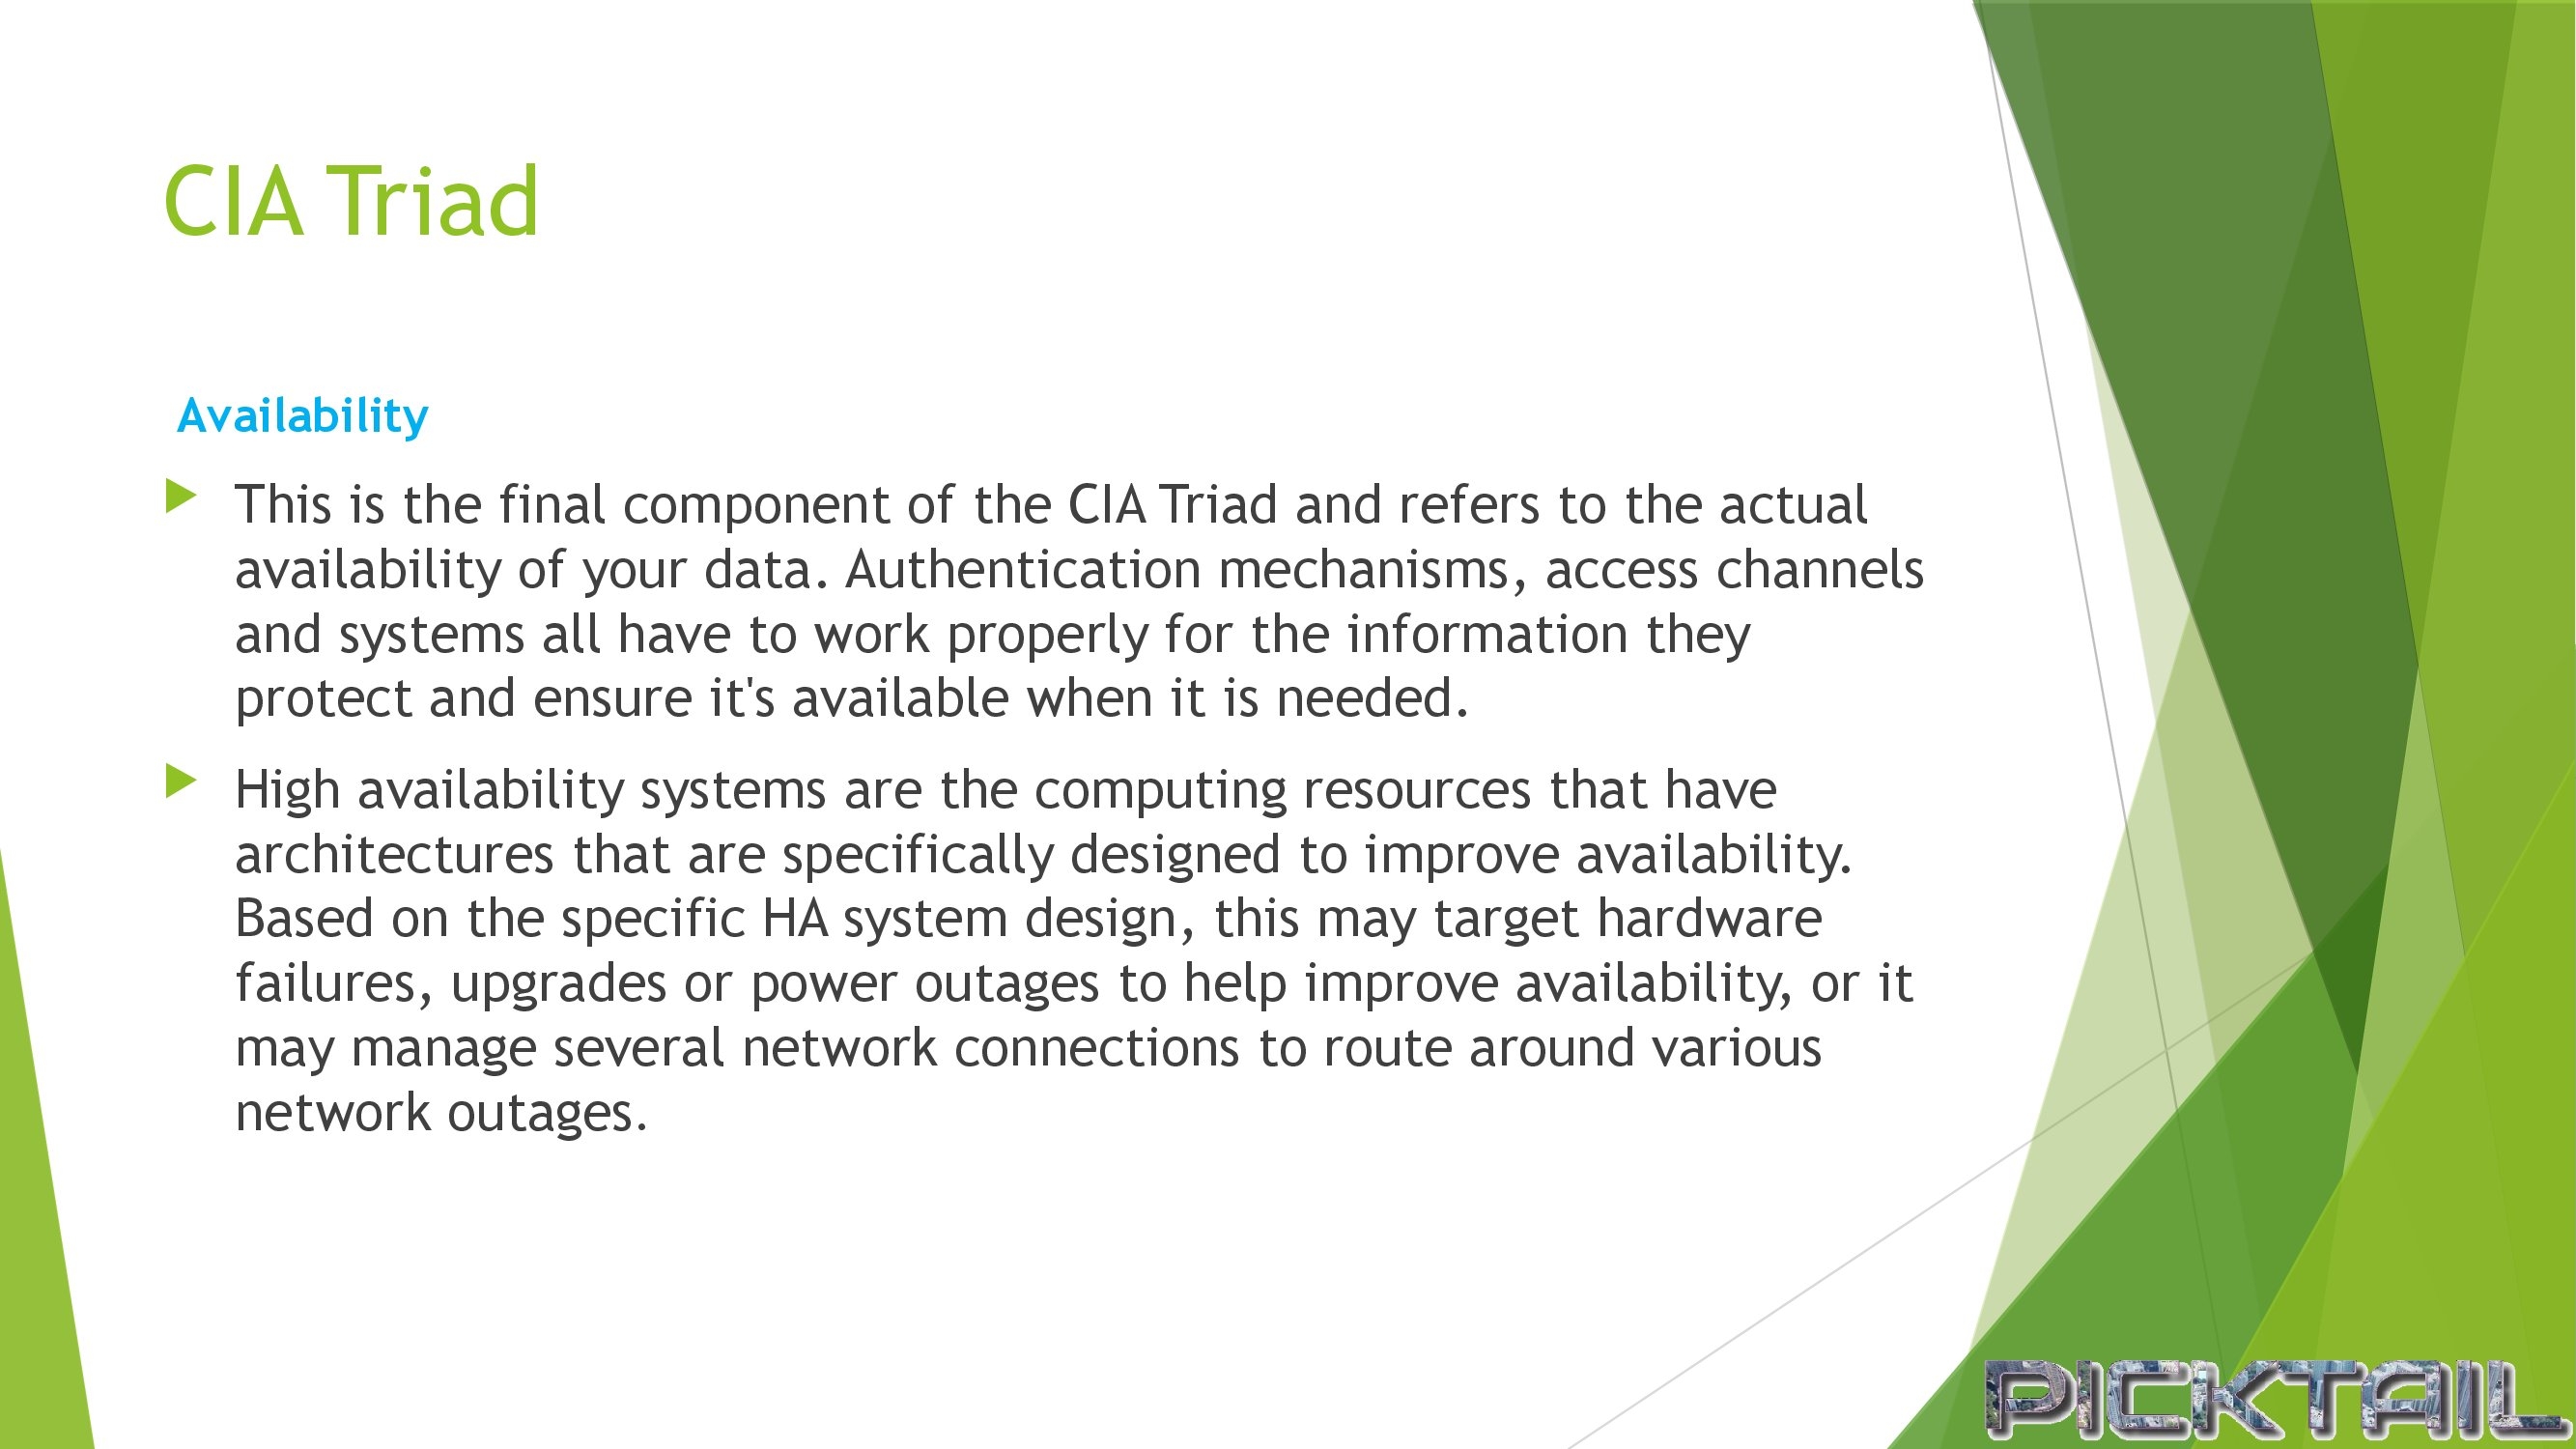 CIA Triad
Availability
This is the final component of the CIA Triad and refers to the actual
availability of your data. Authentication mechanisms, access channels
and systems all have to work properly for the information they
protect and ensure it's available when it is needed.
High availability systems are the computing resources that have
architectures that are specifically designed to improve availability.
Based on the specific HA system design, this may target hardware
failures, upgrades or power outages to help improve availability, or it
may manage several network connections to route around various
network outages.
PICKTAIL